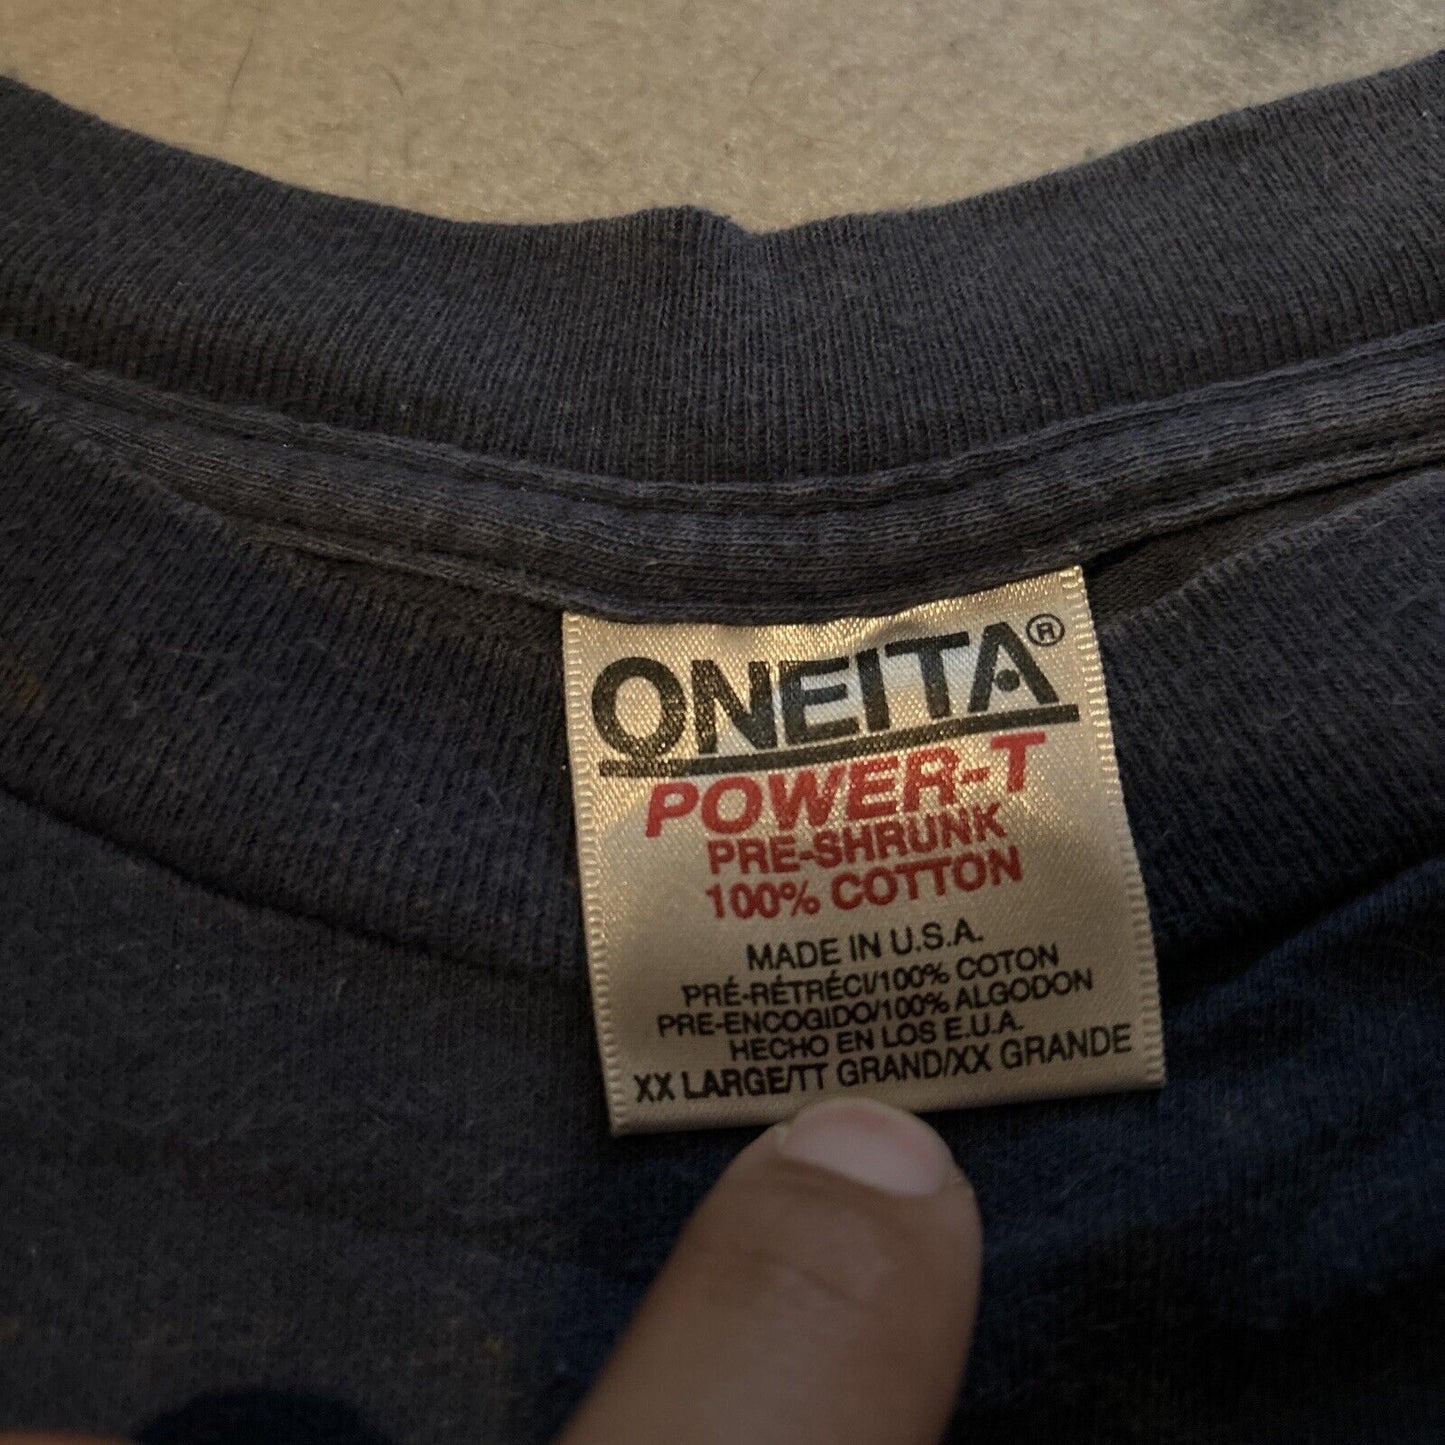 ONEITA®
POWER-T
PRE-SHRUNK
100% COTTON
MADE IN U.S.A.
PRÉ-RÉTRÉCI/100% COTON
PRE-ENCOGIDO/100% ALGODON
HECHO EN LOS E.U.A.
XX LARGE/TT GRAND/XX GRANDE